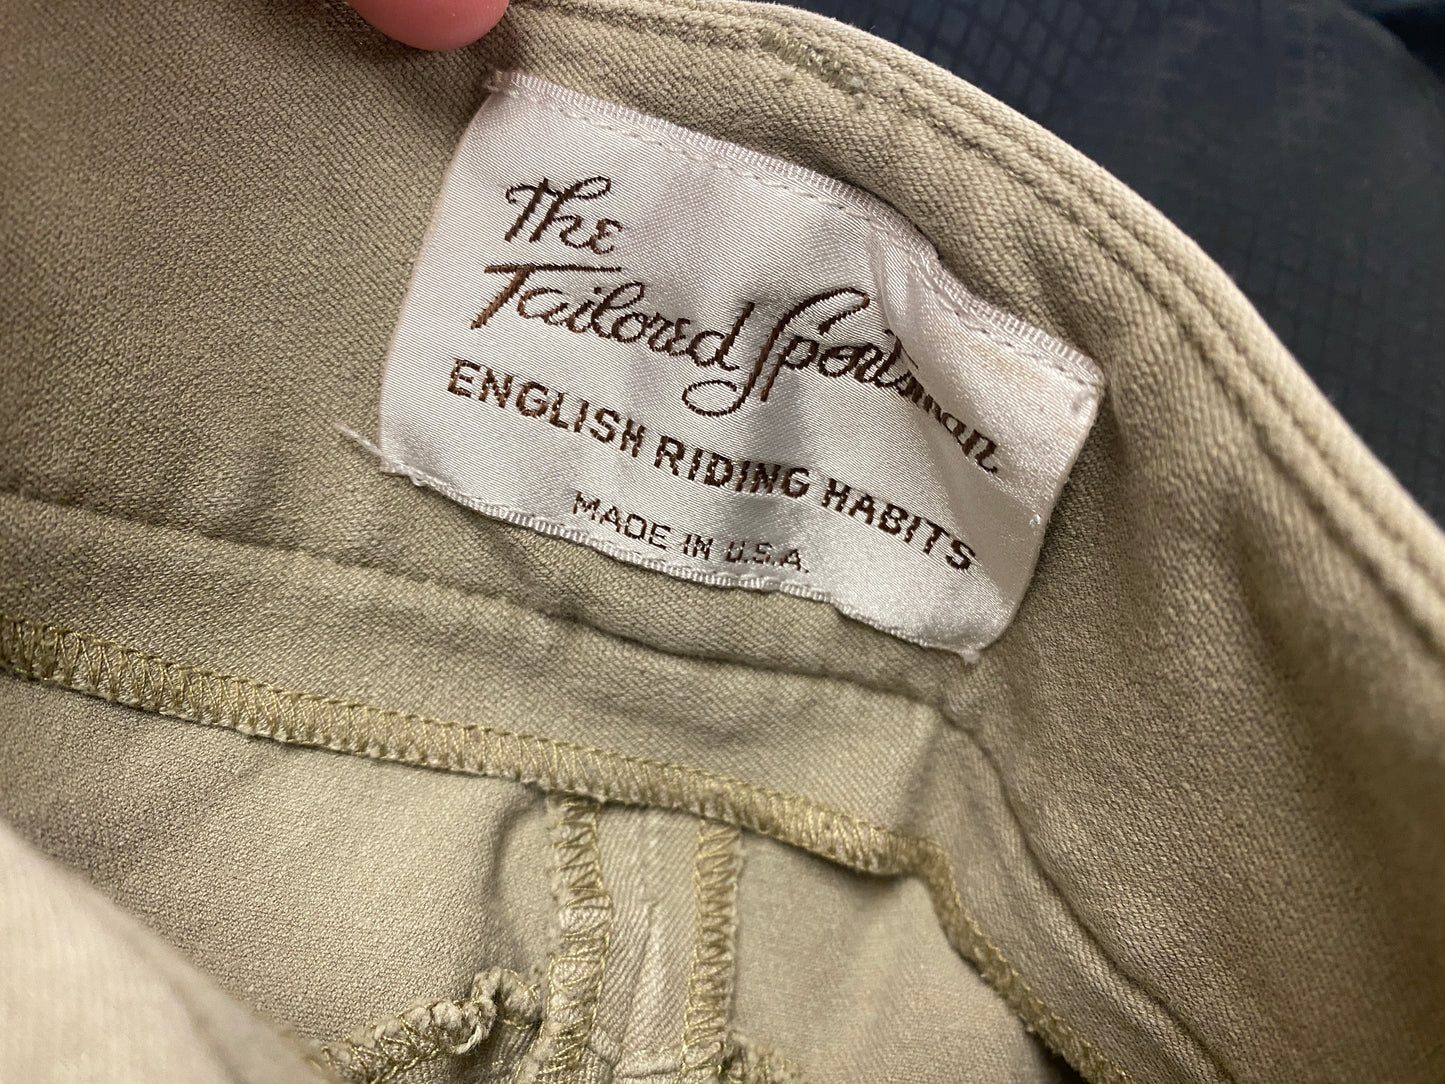 The
Tailored Sportsman
ENGLISH RIDING HABITS
MADE IN U.S.A.